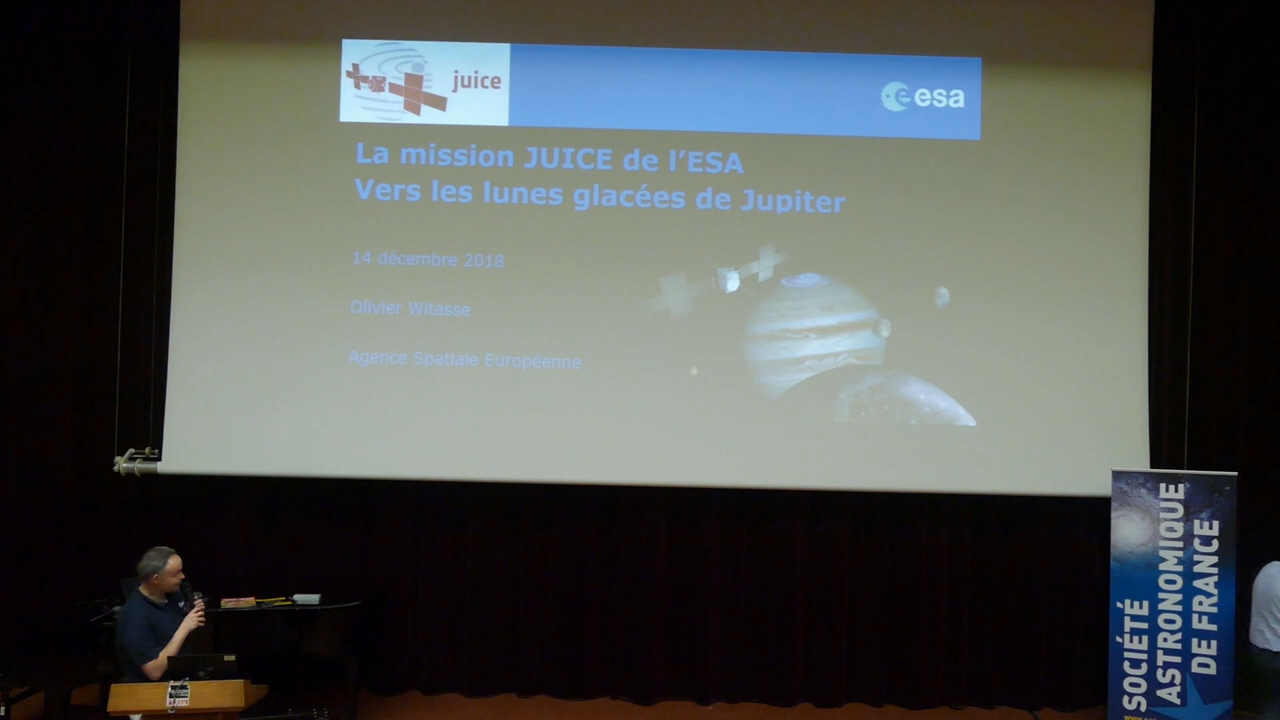 juice
esa
La mission JUICE de l'ESA
Vers les lunes glacées de Jupiter
14 décembre 2018
Olivier Witasse
Agence Spatiale Européenne
SOCIÉTÉ
ASTRONOMIQUE
DE FRANCE